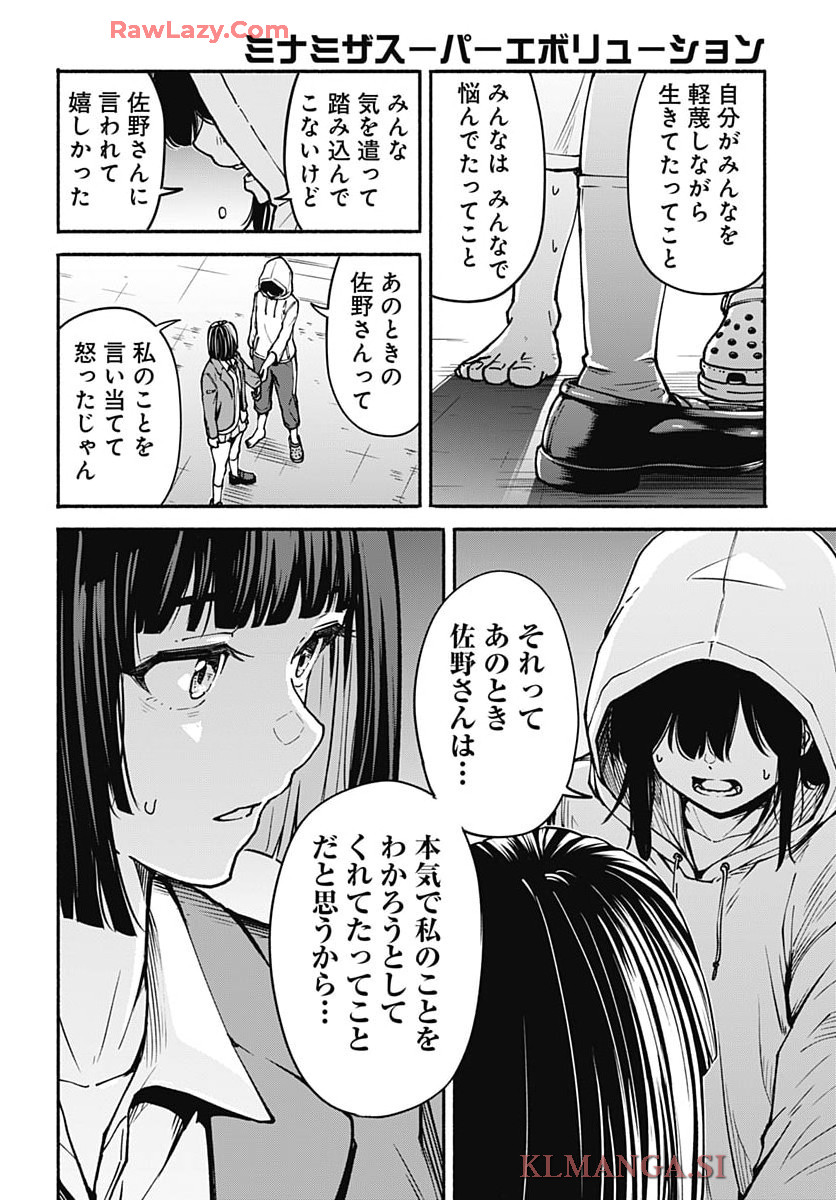 RawLazy.Com
ミナミザスーパーエボリューション
自分がみんなを
軽蔑しながら
生きてたってこと
みんなは みんなで
悩んでたってこと
みんな
気を遣って
踏み込んで
こないけど
佐野さんに
言われて
嬉しかった
あのときの
佐野さんって
私のことを
言い当てて
怒ったじゃん
それって
あのとき
佐野さんは…
本気で私のことを
わかろうとして
くれてたってこと
だと思うから…
KLMANGA.SI